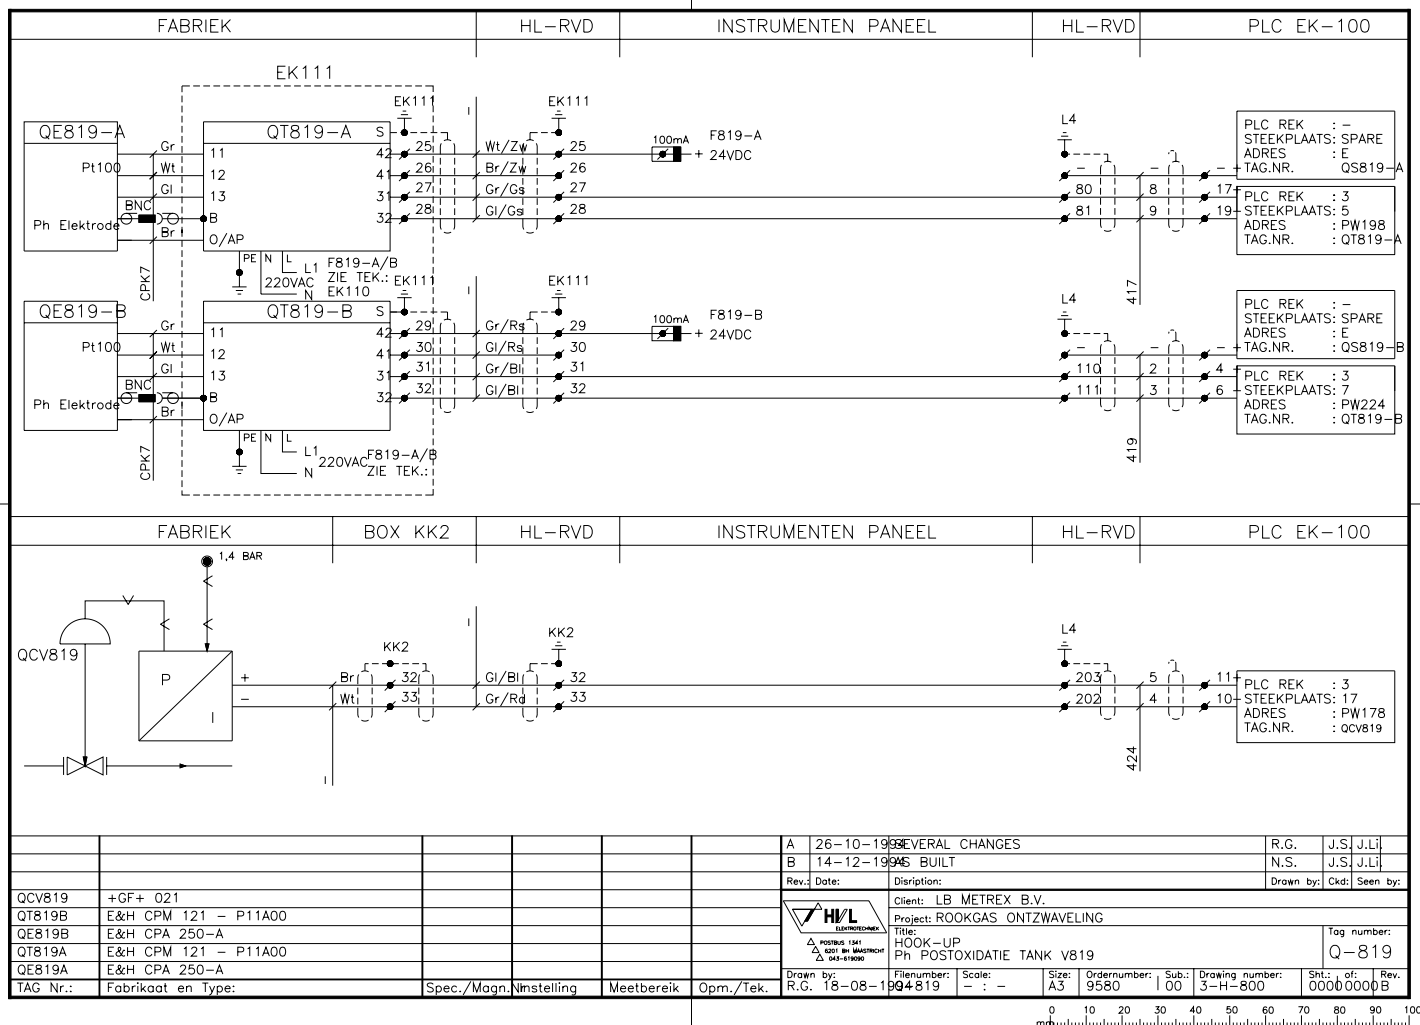 FABRIEK HL-RVD INSTRUMENTEN PANEEL HL-RVD PLC EK-100
EK111
EK111 EK111
QE819-A QT819-A S
Pt100
Ph Elektrode
BNC
CPK7
Gr 11 42 25 Wt/Zw 25
Wt 12 41 26 Br/Zw 26
Gl 13 31 27 Gr/Gs 27
B 32 28 Gl/Gs 28
Br O/AP
PE N L
L1
220VAC
N
F819-A/B
ZIE TEK.:
EK110
100mA F819-A
+ 24VDC
L4
- - - +
80 8 17 +
81 9 19 -
417
PLC REK : -
STEEKPLAATS: SPARE
ADRES : E
TAG.NR. QS819-A
PLC REK : 3
STEEKPLAATS: 5
ADRES : PW198
TAG.NR. : QT819-A
EK111 EK111
QE819-B QT819-B S
Pt100
Ph Elektrode
BNC
CPK7
Gr 11 42 29 Gr/Rs 29
Wt 12 41 30 Gl/Rs 30
Gl 13 31 31 Gr/Bl 31
B 32 32 Gl/Bl 32
Br O/AP
PE N L
L1
220VAC
N
F819-A/B
ZIE TEK.:
100mA F819-B
+ 24VDC
L4
- - - +
110 2 4 +
111 3 6 -
419
PLC REK : -
STEEKPLAATS: SPARE
ADRES : E
TAG.NR. : QS819-B
PLC REK : 3
STEEKPLAATS: 7
ADRES : PW224
TAG.NR. : QT819-B
FABRIEK BOX KK2 HL-RVD INSTRUMENTEN PANEEL HL-RVD PLC EK-100
1,4 BAR
QCV819
P
I
+
-
KK2 KK2 L4
Br 32 Gl/Bl 32 203 5 11 +
Wt 33 Gr/Rd 33 202 4 10 -
424
PLC REK : 3
STEEKPLAATS: 17
ADRES : PW178
TAG.NR. : QCV819
QCV819 +GF+ 021
QT819B E&H CPM 121 - P11A00
QE819B E&H CPA 250-A
QT819A E&H CPM 121 - P11A00
QE819A E&H CPA 250-A
TAG Nr.: Fabrikaat en Type: Spec./Magn.Nr. Instelling Meetbereik Opm./Tek.
A 26-10-1994 SEVERAL CHANGES R.G. J.S. J.Li.
B 14-12-1994 AS BUILT N.S. J.S. J.Li.
Rev.: Date: Disription: Drawn by: Ckd: Seen by:
HVL
ELEKTROTECHNIEK
POSTBUS 1341
6201 BH MAASTRICHT
043-619090
Client: LB METREX B.V.
Project: ROOKGAS ONTZWAVELING
Title:
HOOK-UP
Ph POSTOXIDATIE TANK V819
Tag number:
Q-819
Drawn by: Filenumber: Scale: Size: Ordernumber: Sub.: Drawing number: Sht.: of: Rev.
R.G. 18-08-1994 Q4-819 - : - A3 9580 00 3-H-800 0000 0000 B
0 10 20 30 40 50 60 70 80 90 100
mm